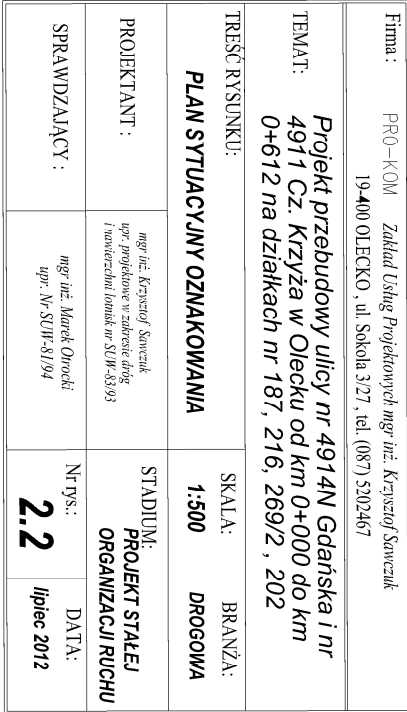 Firma : PRO-KOM Zakład Usług Projektowych mgr inż. Krzysztof Sawczuk
19-400 OLECKO , ul. Sokola 3/27 , tel. (087) 5202467
TEMAT:
Projekt przebudowy ulicy nr 4914N Gdańska i nr
4911 Cz. Krzyża w Olecku od km 0+000 do km
0+612 na działkach nr 187, 216, 269/2 , 202
TREŚĆ RYSUNKU:
PLAN SYTUACYJNY OZNAKOWANIA
SKALA:
1:500
BRANŻA:
DROGOWA
PROJEKTANT :
mgr inż. Krzysztof Sawczuk
upr. projektowe w zakresie dróg
i nawierzchni lotnisk nr SUW-83/93
STADIUM:
PROJEKT STAŁEJ
ORGANIZACJI RUCHU
SPRAWDZAJĄCY :
mgr inż. Marek Otrocki
upr. Nr SUW-81/94
Nr rys.:
2.2
DATA:
lipiec 2012